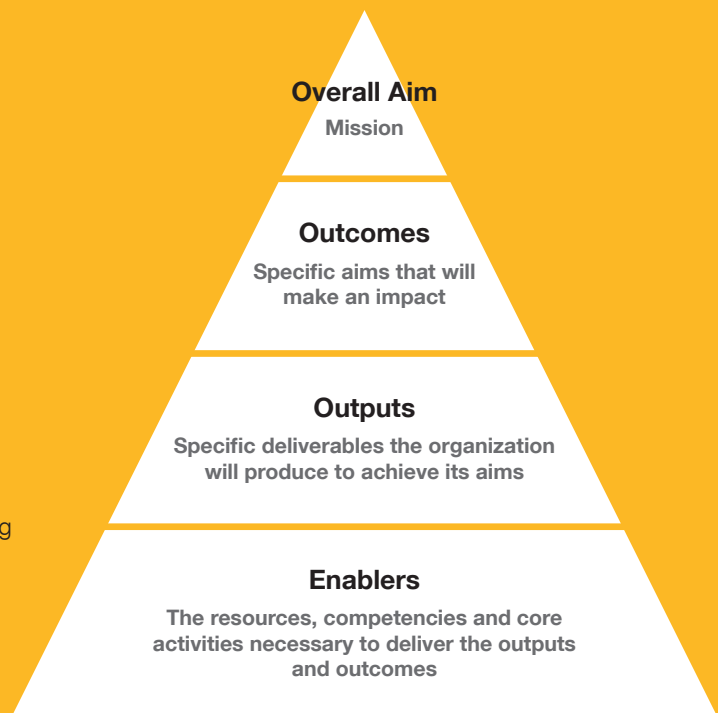 Overall Aim
Mission
Outcomes
Specific aims that will
make an impact
Outputs
Specific deliverables the organization
will produce to achieve its aims
g
Enablers
The resources, competencies and core
activities necessary to deliver the outputs
and outcomes